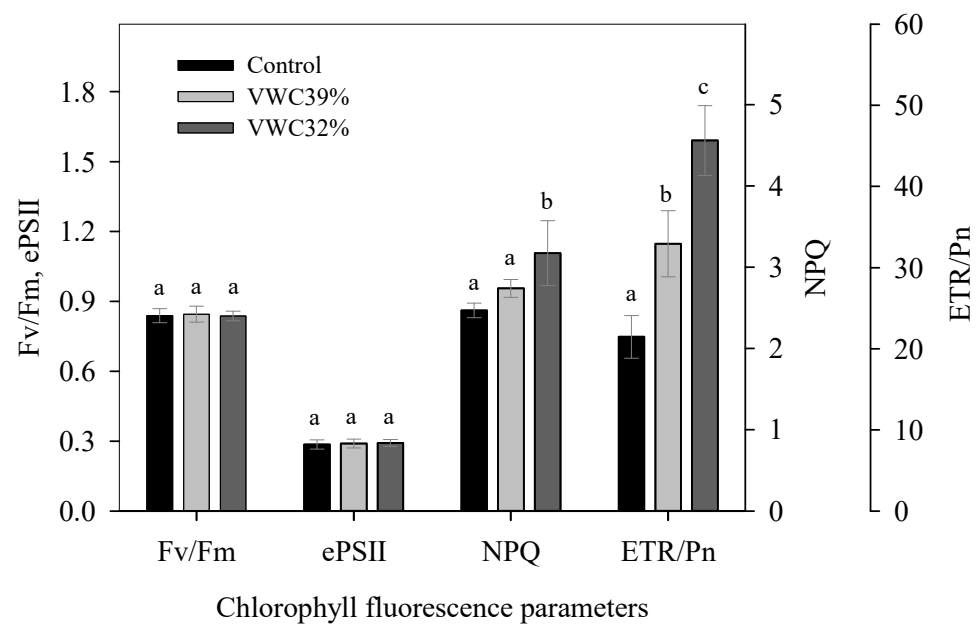 Control
VWC39%
VWC32%
Fv/Fm, ePSII
1.8
1.5
1.2
0.9
0.6
0.3
0.0
a a a
a a a
a a b
a b c
5
4
3
2
1
0
NPQ
60
50
40
30
20
10
0
ETR/Pn
Fv/Fm ePSII NPQ ETR/Pn
Chlorophyll fluorescence parameters